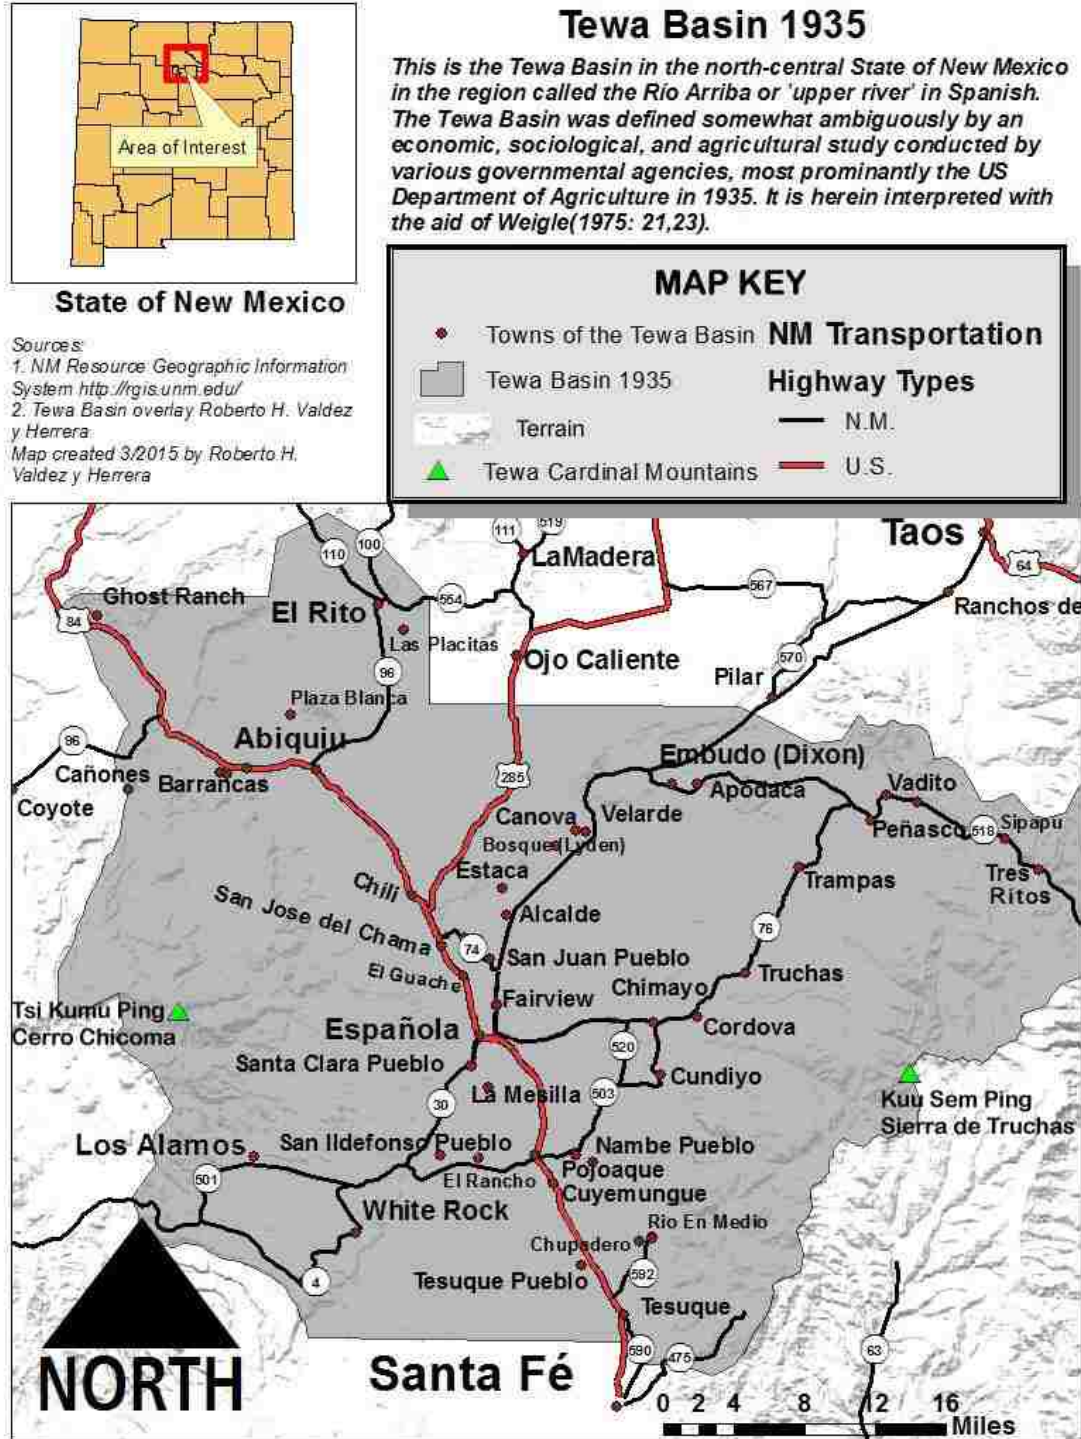 Tewa Basin 1935
This is the Tewa Basin in the north-central State of New Mexico
in the region called the Río Arriba or 'upper river' in Spanish.
The Tewa Basin was defined somewhat ambiguously by an
economic, sociological, and agricultural study conducted by
various governmental agencies, most prominantly the US
Department of Agriculture in 1935. It is herein interpreted with
the aid of Weigle(1975: 21,23).
Area of Interest
State of New Mexico
Sources:
1. NM Resource Geographic Information
System http://rgis.unm.edu/
2. Tewa Basin overlay Roberto H. Valdez
y Herrera
Map created 3/2015 by Roberto H.
Valdez y Herrera
MAP KEY
Towns of the Tewa Basin
Tewa Basin 1935
Terrain
Tewa Cardinal Mountains
NM Transportation
Highway Types
N.M.
U.S.
Taos
111
519
110
100
LaMadera
64
567
554
Ghost Ranch
El Rito
Ranchos de
84
Las Placitas
Ojo Caliente
570
96
Pilar
Plaza Blanca
96
Abiquiu
Embudo (Dixon)
Cañones
Barrancas
285
Apodaca
Vadito
Coyote
Canova
Velarde
Peñasco
518
Sipapu
Bosque(Lyden)
Estaca
Trampas
Tres
Ritos
Chili
San Jose del Chama
Alcalde
76
74
San Juan Pueblo
El Guache
Chimayo
Truchas
Fairview
Tsi Kumu Ping
Cerro Chicoma
Española
Cordova
520
Santa Clara Pueblo
Cundiyo
La Mesilla
503
30
Kuu Sem Ping
Sierra de Truchas
Los Alamos
San Ildefonso Pueblo
Nambe Pueblo
501
El Rancho
Pojoaque
Cuyemungue
White Rock
Rio En Medio
Chupadero
4
Tesuque Pueblo
592
Tesuque
NORTH
Santa Fé
590
475
63
0 2 4 8 12 16
Miles